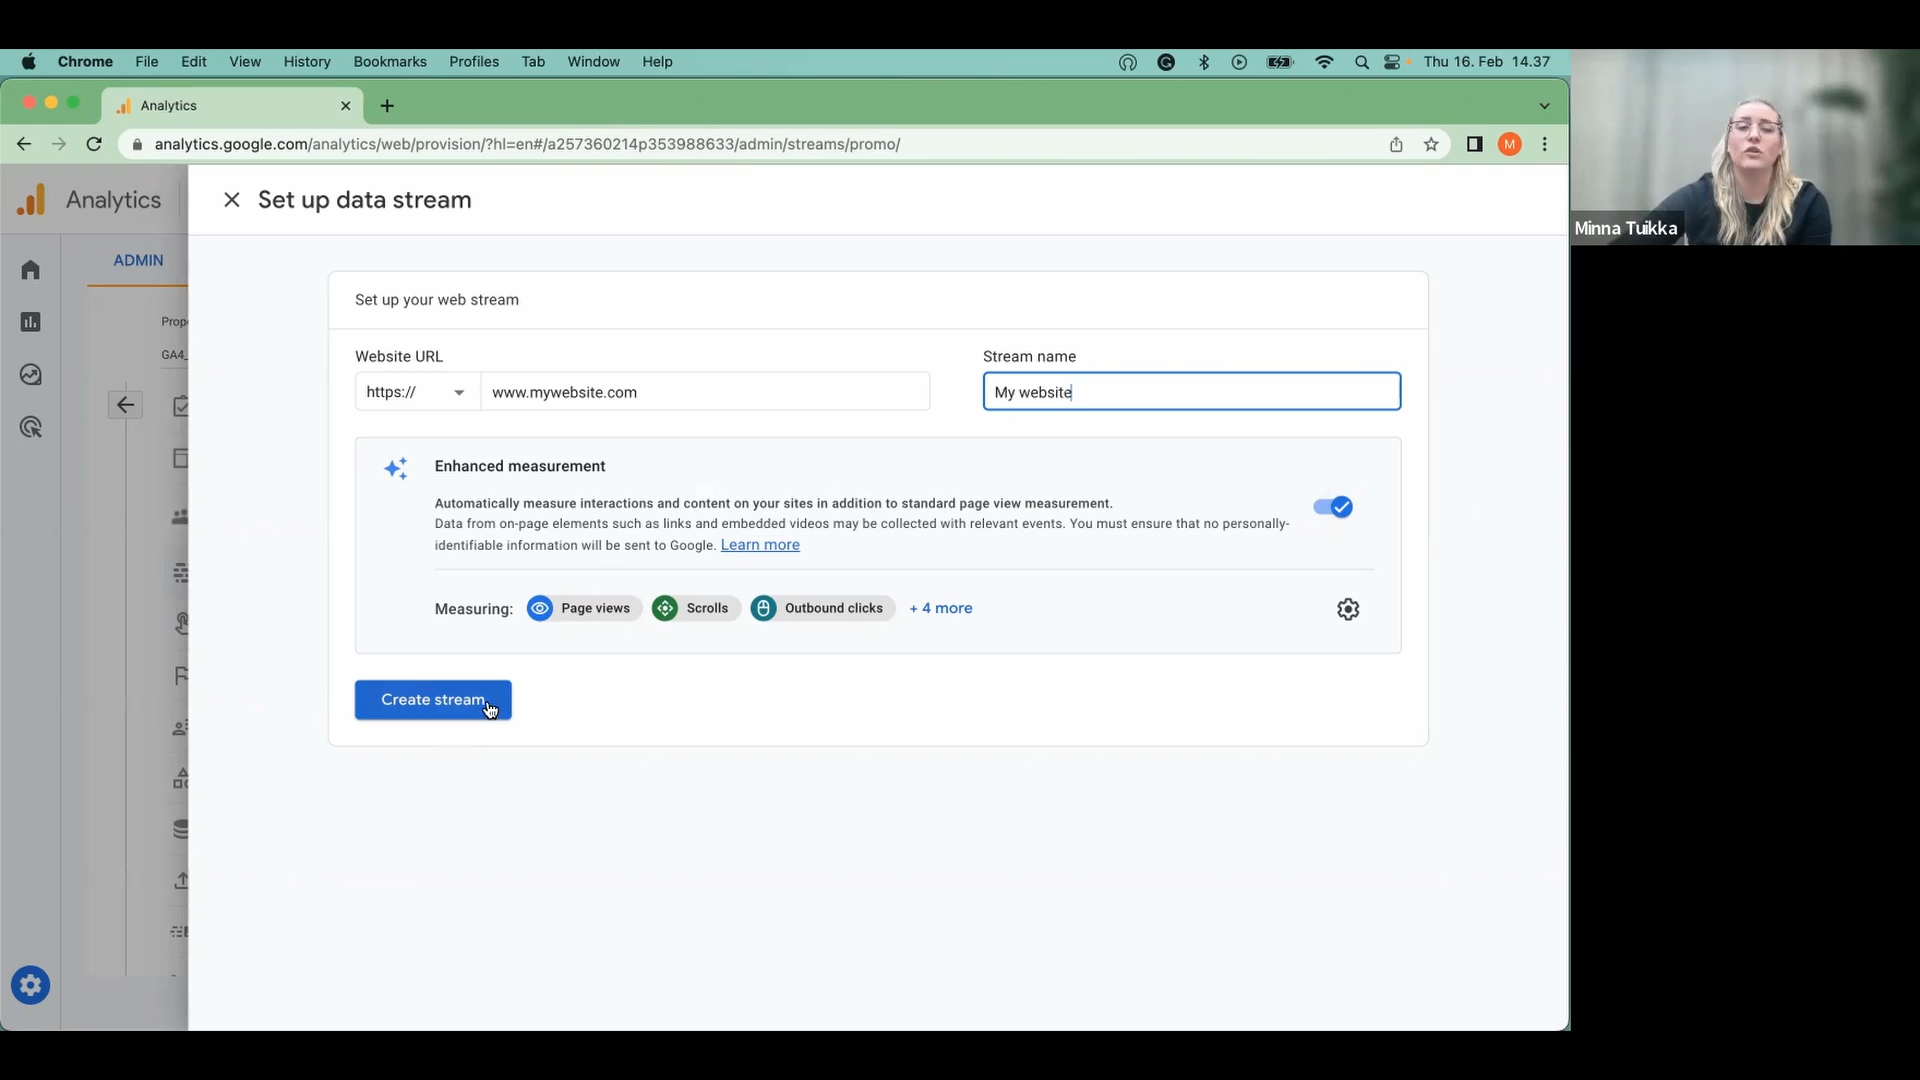 Chrome File Edit View History Bookmarks Profiles Tab Window Help Thu 16. Feb 14.37
Analytics
analytics.google.com/analytics/web/provision/?hl=en#/a257360214p353988633/admin/streams/promo/
M
Analytics
Set up data stream
Minna Tuikka
ADMIN
Set up your web stream
Prope
GA4_
Website URL
Stream name
https://
www.mywebsite.com
My website
Enhanced measurement
Automatically measure interactions and content on your sites in addition to standard page view measurement.
Data from on-page elements such as links and embedded videos may be collected with relevant events. You must ensure that no personally-
identifiable information will be sent to Google. Learn more
Measuring: Page views Scrolls Outbound clicks + 4 more
Create stream